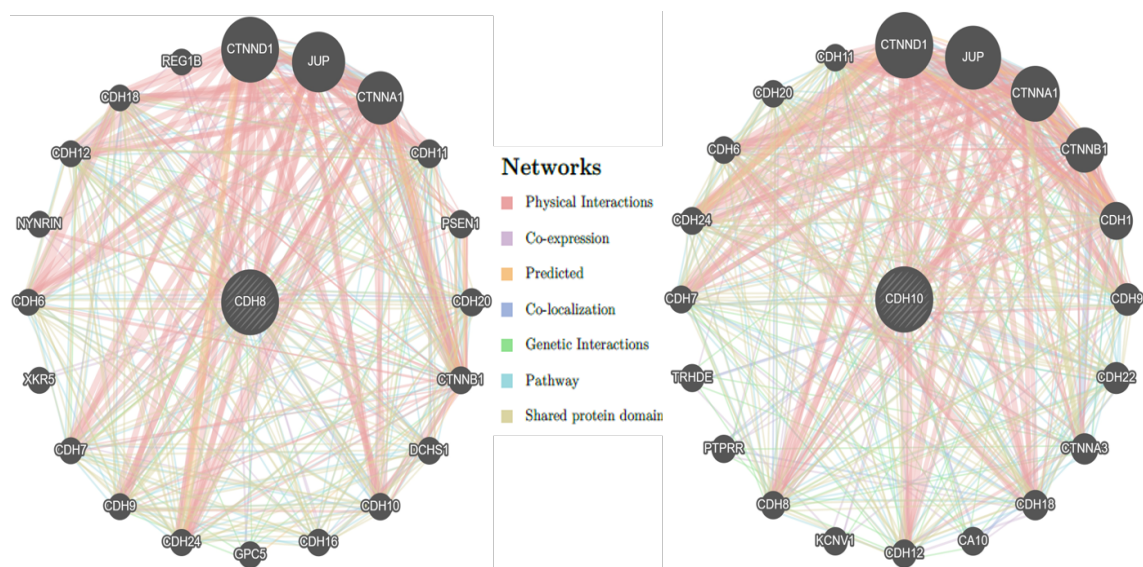 CTNND1
JUP
CTNNA1
REG1B
CDH18
CDH11
CDH12
PSEN1
NYNRIN
CDH20
CDH6
CDH8
CTNNB1
XKR5
DCHS1
CDH7
CDH10
CDH9
CDH16
CDH24
GPC5
Networks
Physical Interactions
Co-expression
Predicted
Co-localization
Genetic Interactions
Pathway
Shared protein domain
CTNND1
JUP
CDH11
CTNNA1
CDH20
CTNNB1
CDH6
CDH1
CDH24
CDH9
CDH7
CDH10
CDH22
TRHDE
CTNNA3
PTPRR
CDH18
CDH8
CA10
KCNV1
CDH12